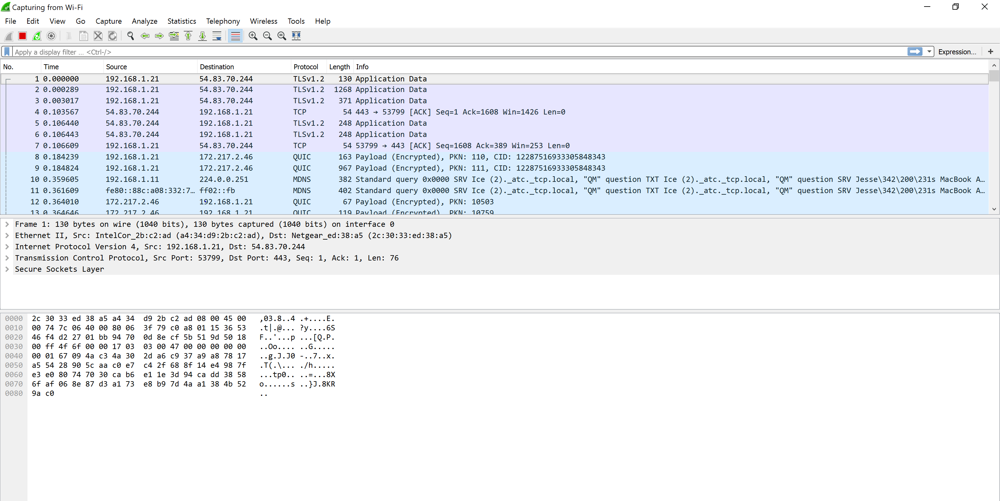 Capturing from Wi-Fi
File Edit View Go Capture Analyze Statistics Telephony Wireless Tools Help
Apply a display filter ... <Ctrl-/> Expression... +
No. Time Source Destination Protocol Length Info
1 0.000000 192.168.1.21 54.83.70.244 TLSv1.2 130 Application Data
2 0.000289 192.168.1.21 54.83.70.244 TLSv1.2 1268 Application Data
3 0.003017 192.168.1.21 54.83.70.244 TLSv1.2 371 Application Data
4 0.103567 54.83.70.244 192.168.1.21 TCP 54 443 → 53799 [ACK] Seq=1 Ack=1608 Win=1426 Len=0
5 0.106440 54.83.70.244 192.168.1.21 TLSv1.2 248 Application Data
6 0.106443 54.83.70.244 192.168.1.21 TLSv1.2 248 Application Data
7 0.106609 192.168.1.21 54.83.70.244 TCP 54 53799 → 443 [ACK] Seq=1608 Ack=389 Win=253 Len=0
8 0.184239 192.168.1.21 172.217.2.46 QUIC 163 Payload (Encrypted), PKN: 110, CID: 12287516933305848343
9 0.184824 192.168.1.21 172.217.2.46 QUIC 967 Payload (Encrypted), PKN: 111, CID: 12287516933305848343
10 0.359605 192.168.1.11 224.0.0.251 MDNS 382 Standard query 0x0000 SRV Ice (2)._atc._tcp.local, "QM" question TXT Ice (2)._atc._tcp.local, "QM" question SRV Jesse\342\200\231s MacBook A…
11 0.361609 fe80::88c:a08:332:7… ff02::fb MDNS 402 Standard query 0x0000 SRV Ice (2)._atc._tcp.local, "QM" question TXT Ice (2)._atc._tcp.local, "QM" question SRV Jesse\342\200\231s MacBook A…
12 0.364010 172.217.2.46 192.168.1.21 QUIC 67 Payload (Encrypted), PKN: 10503
13 0.364646 172.217.2.46 192.168.1.21 QUIC 119 Payload (Encrypted), PKN: 10759
Frame 1: 130 bytes on wire (1040 bits), 130 bytes captured (1040 bits) on interface 0
Ethernet II, Src: IntelCor_2b:c2:ad (a4:34:d9:2b:c2:ad), Dst: Netgear_ed:38:a5 (2c:30:33:ed:38:a5)
Internet Protocol Version 4, Src: 192.168.1.21, Dst: 54.83.70.244
Transmission Control Protocol, Src Port: 53799, Dst Port: 443, Seq: 1, Ack: 1, Len: 76
Secure Sockets Layer
0000 2c 30 33 ed 38 a5 a4 34 d9 2b c2 ad 08 00 45 00 ,03.8..4 .+....E.
0010 00 74 7c 06 40 00 80 06 3f 79 c0 a8 01 15 36 53 .t|.@... ?y....6S
0020 46 f4 d2 27 01 bb 94 70 0d 8e cf 5b 51 9d 50 18 F..'...p ...[Q.P.
0030 00 ff 4f 6f 00 00 17 03 03 00 47 00 00 00 00 00 ..Oo.... ..G.....
0040 00 01 67 09 4a c3 4a 30 2d a6 c9 37 a9 a8 78 17 ..g.J.J0 -..7..x.
0050 a5 54 28 90 5c aa c0 e7 c4 2f 68 8f 14 e4 98 7f .T(.\... ./h.....
0060 e3 e0 80 74 70 30 ca b6 e1 1e 3d 94 ca dd 38 58 ...tp0.. ..=...8X
0070 6f af 06 8e 87 d3 a1 73 e8 b9 7d 4a a1 38 4b 52 o......s ..}J.8KR
0080 9a c0 ..